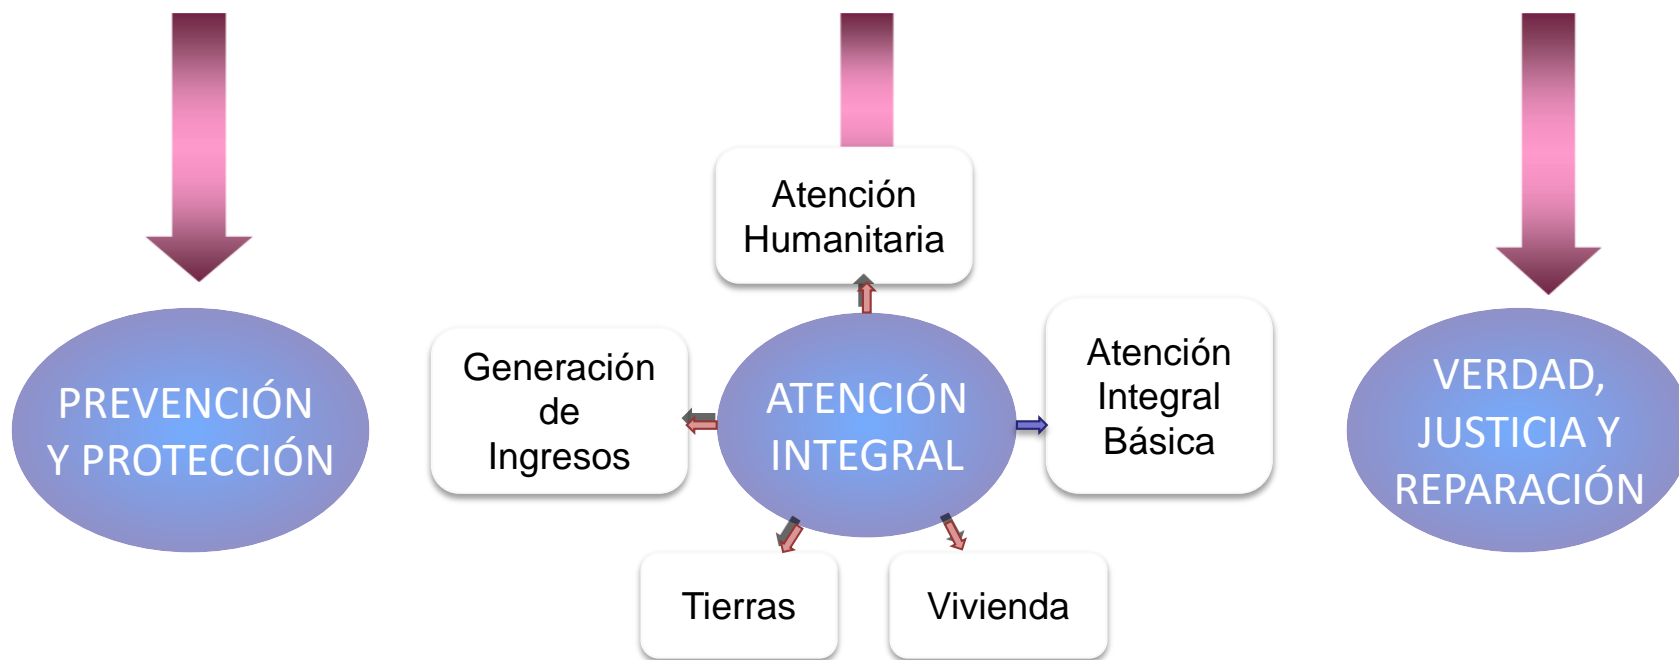 PREVENCIÓN
Y PROTECCIÓN
Atención
Humanitaria
Generación
de
Ingresos
ATENCIÓN
INTEGRAL
Atención
Integral
Básica
Tierras
Vivienda
VERDAD,
JUSTICIA Y
REPARACIÓN